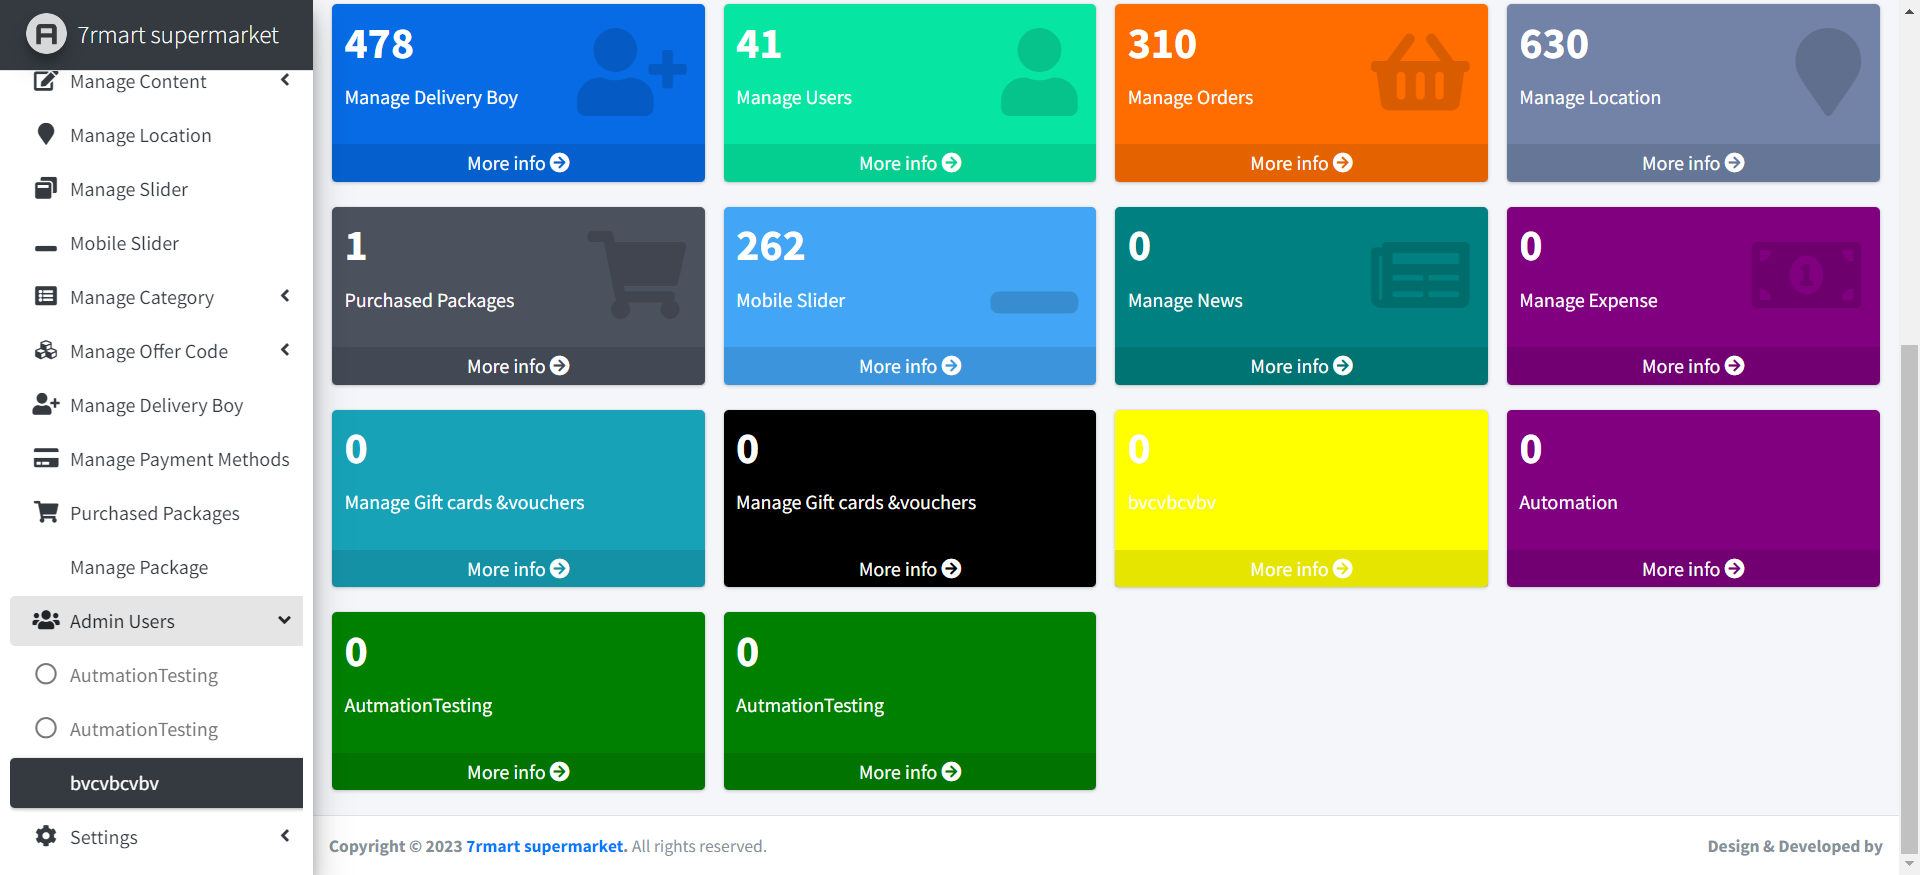 7rmart supermarket
Manage Content
Manage Location
Manage Slider
Mobile Slider
Manage Category
Manage Offer Code
Manage Delivery Boy
Manage Payment Methods
Purchased Packages
Manage Package
Admin Users
AutmationTesting
AutmationTesting
bvcvbcvbv
Settings
478
Manage Delivery Boy
More info
41
Manage Users
More info
310
Manage Orders
More info
630
Manage Location
More info
1
Purchased Packages
More info
262
Mobile Slider
More info
0
Manage News
More info
0
Manage Expense
More info
0
Manage Gift cards &vouchers
More info
0
Manage Gift cards &vouchers
More info
0
bvcvbcvbv
More info
0
Automation
More info
0
AutmationTesting
More info
0
AutmationTesting
More info
Copyright © 2023 7rmart supermarket. All rights reserved.
Design & Developed by